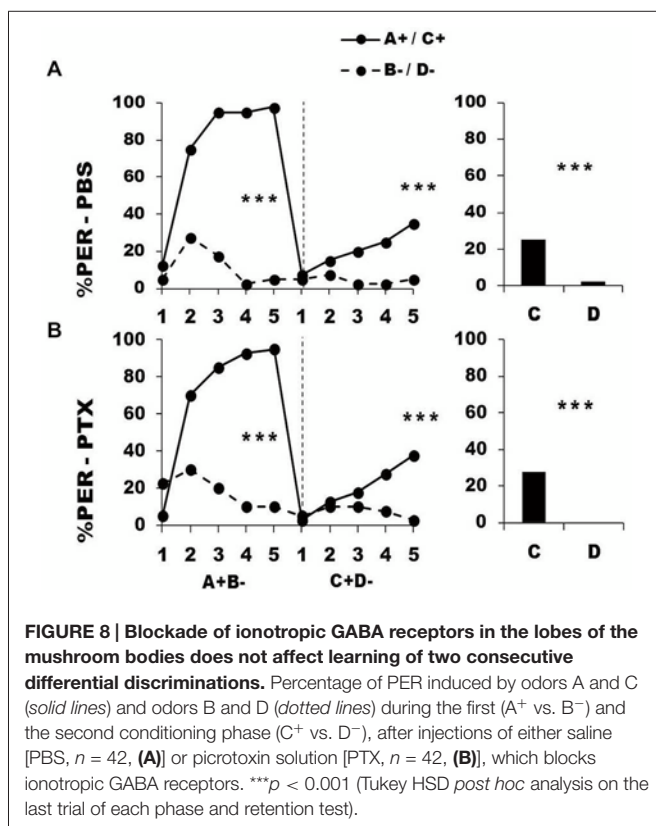 A+ / C+
B- / D-
A
%PER - PBS
100
80
60
40
20
0
***
***
1 2 3 4 5 1 2 3 4 5
100
80
60
40
20
0
***
C D
B
%PER - PTX
100
80
60
40
20
0
***
***
1 2 3 4 5 1 2 3 4 5
A+B- C+D-
100
80
60
40
20
0
***
C D
FIGURE 8 | Blockade of ionotropic GABA receptors in the lobes of the
mushroom bodies does not affect learning of two consecutive
differential discriminations. Percentage of PER induced by odors A and C
(solid lines) and odors B and D (dotted lines) during the first (A⁺ vs. B⁻) and
the second conditioning phase (C⁺ vs. D⁻), after injections of either saline
[PBS, n = 42, (A)] or picrotoxin solution [PTX, n = 42, (B)], which blocks
ionotropic GABA receptors. ***p < 0.001 (Tukey HSD post hoc analysis on the
last trial of each phase and retention test).